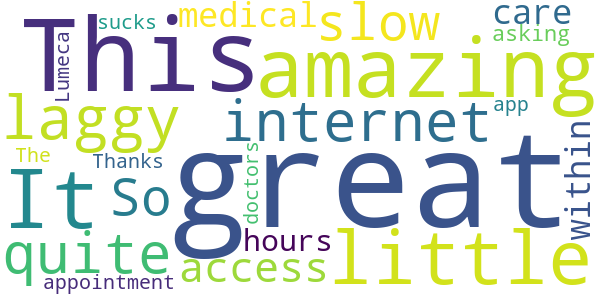 sucks
medical
slow
care
asking
This
Lumeca
amazing
laggy
internet
app
The
Thanks
great
within
It
So
doctors
hours
quite
access
little
appointment